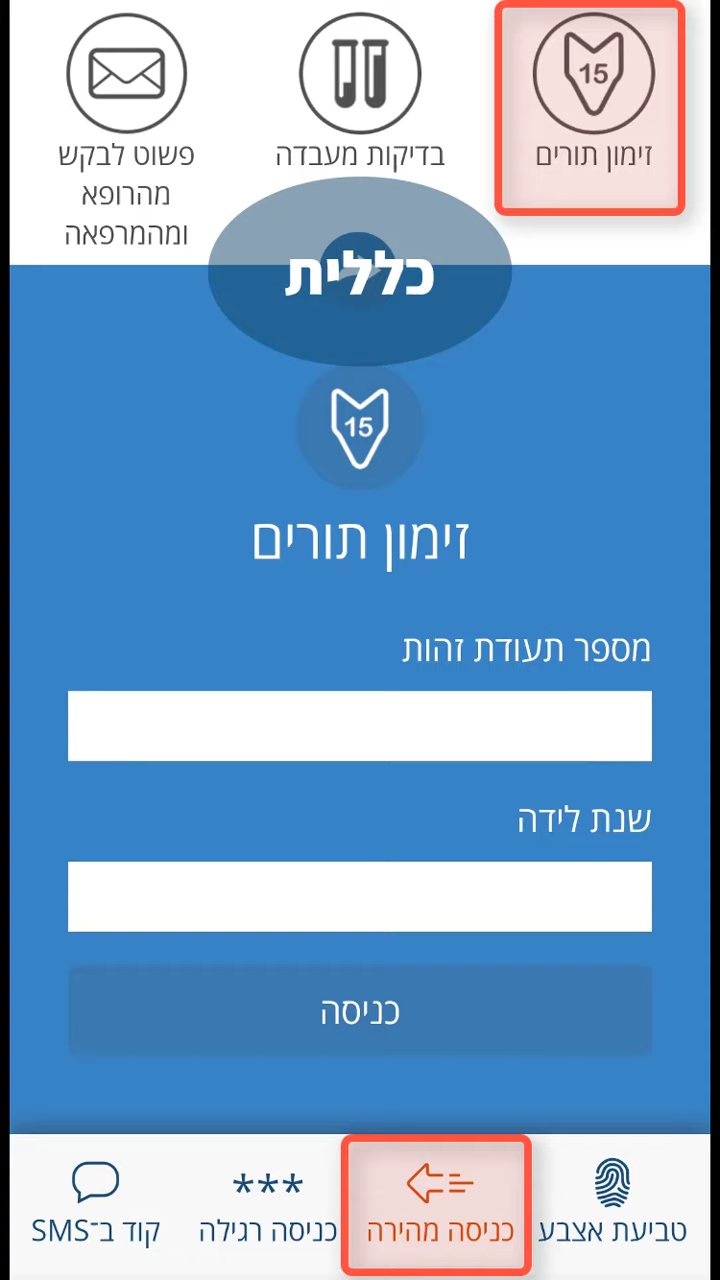 15
זימון תורים
בדיקות מעבדה
פשוט לבקש
מהרופא
ומהמרפאה
כללית
15
זימון תורים
מספר תעודת זהות
שנת לידה
כניסה
טביעת אצבע
כניסה מהירה
***
כניסה רגילה
קוד ב־SMS